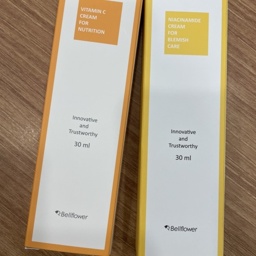 VITAMIN C
CREAM
FOR
NUTRITION
Innovative
and
Trustworthy
30 ml
Bellflower
NIACINAMIDE
CREAM
FOR
BLEMISH
CARE
Innovative
and
Trustworthy
30 ml
Bellflower